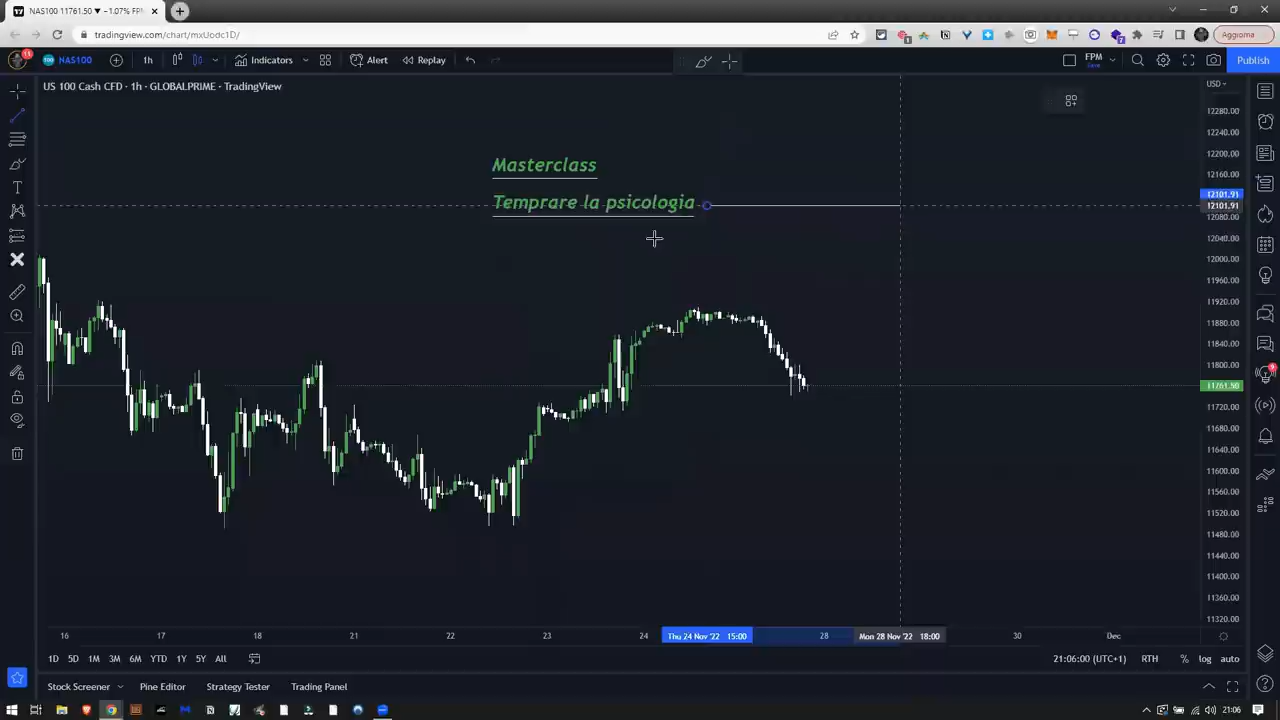 NAS100 11761.50 ▼ −1.07% FPM
tradingview.com/chart/mxUodc1D/
Aggiorna
11
NAS100
1h
Indicators
Alert
Replay
FPM
Save
Publish
US 100 Cash CFD · 1h · GLOBALPRIME · TradingView
USD
Masterclass
Temprare la psicologia
12280.00
12240.00
12200.00
12160.00
12101.91
12101.91
12080.00
12040.00
12000.00
11960.00
11920.00
11880.00
11840.00
11800.00
11761.50
11720.00
11680.00
11640.00
11600.00
11560.00
11520.00
11480.00
11440.00
11400.00
11360.00
11320.00
16 17 18 21 22 23 24 Thu 24 Nov '22 15:00 28 Mon 28 Nov '22 18:00 30 Dec
1D 5D 1M 3M 6M YTD 1Y 5Y All
21:06:00 (UTC+1) RTH % log auto
Stock Screener Pine Editor Strategy Tester Trading Panel
21:06